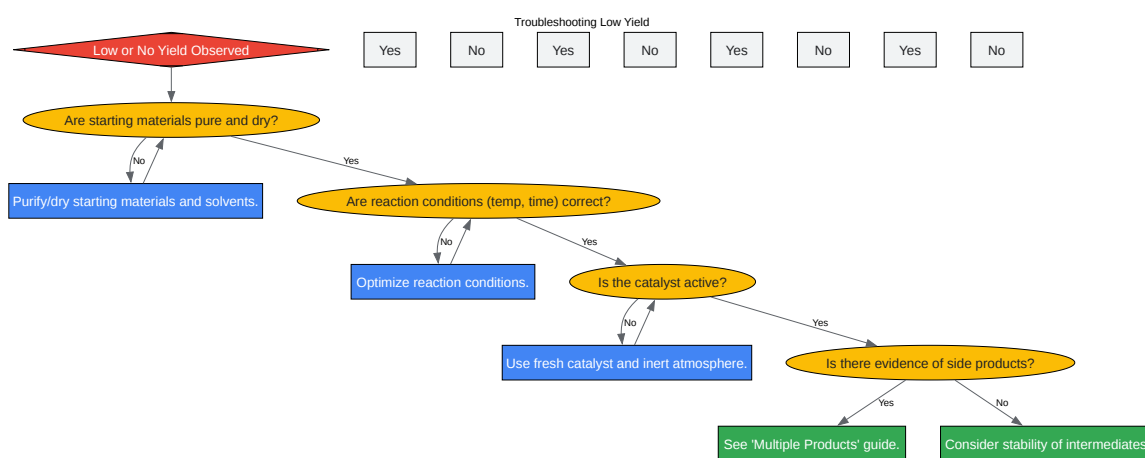 Troubleshooting Low Yield
Low or No Yield Observed
Yes
No
Yes
No
Yes
No
Yes
No
Are starting materials pure and dry?
No
Yes
Purify/dry starting materials and solvents.
Are reaction conditions (temp, time) correct?
No
Yes
Optimize reaction conditions.
Is the catalyst active?
No
Yes
Use fresh catalyst and inert atmosphere.
Is there evidence of side products?
Yes
No
See 'Multiple Products' guide.
Consider stability of intermediates